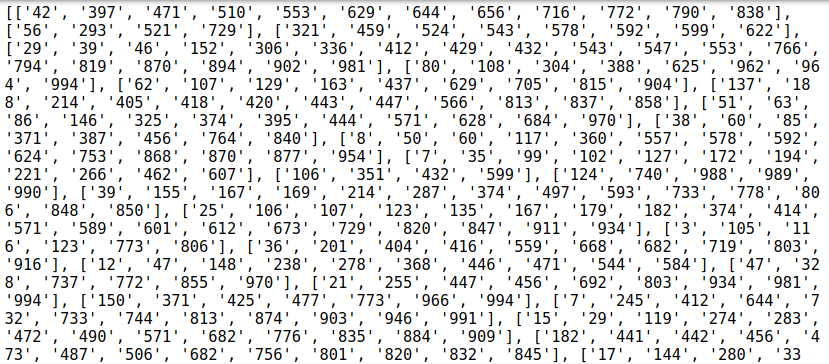 [['42', '397', '471', '510', '553', '629', '644', '656', '716', '772', '790', '838'],
['56', '293', '521', '729'], ['321', '459', '524', '543', '578', '592', '599', '622'],
['29', '39', '46', '152', '306', '336', '412', '429', '432', '543', '547', '553', '766',
'794', '819', '870', '894', '902', '981'], ['80', '108', '304', '388', '625', '962', '96
4', '994'], ['62', '107', '129', '163', '437', '629', '705', '815', '904'], ['137', '18
8', '214', '405', '418', '420', '443', '447', '566', '813', '837', '858'], ['51', '63',
'86', '146', '325', '374', '395', '444', '571', '628', '684', '970'], ['38', '60', '85',
'371', '387', '456', '764', '840'], ['8', '50', '60', '117', '360', '557', '578', '592',
'624', '753', '868', '870', '877', '954'], ['7', '35', '99', '102', '127', '172', '194',
'221', '266', '462', '607'], ['106', '351', '432', '599'], ['124', '740', '988', '989',
'990'], ['39', '155', '167', '169', '214', '287', '374', '497', '593', '733', '778', '80
6', '848', '850'], ['25', '106', '107', '123', '135', '167', '179', '182', '374', '414',
'571', '589', '601', '612', '673', '729', '820', '847', '911', '934'], ['3', '105', '11
6', '123', '773', '806'], ['36', '201', '404', '416', '559', '668', '682', '719', '803',
'916'], ['12', '47', '148', '238', '278', '368', '446', '471', '544', '584'], ['47', '32
8', '737', '772', '855', '970'], ['21', '255', '447', '456', '692', '803', '934', '981',
'994'], ['150', '371', '425', '477', '773', '966', '994'], ['7', '245', '412', '644', '7
32', '733', '744', '813', '874', '903', '946', '991'], ['15', '29', '119', '274', '283',
'472', '490', '571', '682', '776', '835', '884', '909'], ['182', '441', '442', '456', '4
73', '487', '506', '682', '756', '801', '820', '832', '845'], ['17', '144', '280', '33